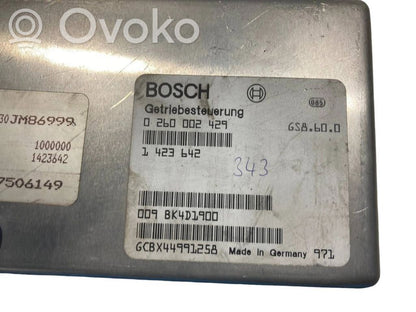 Ovoko
30JM86999
1000000
1423642
7506149
BOSCH
065
Getriebesteuerung
0 260 002 429
GS8.60.0
1 423 642
343
009 BK4D1900
GCBX44991258 Made in Germany 971